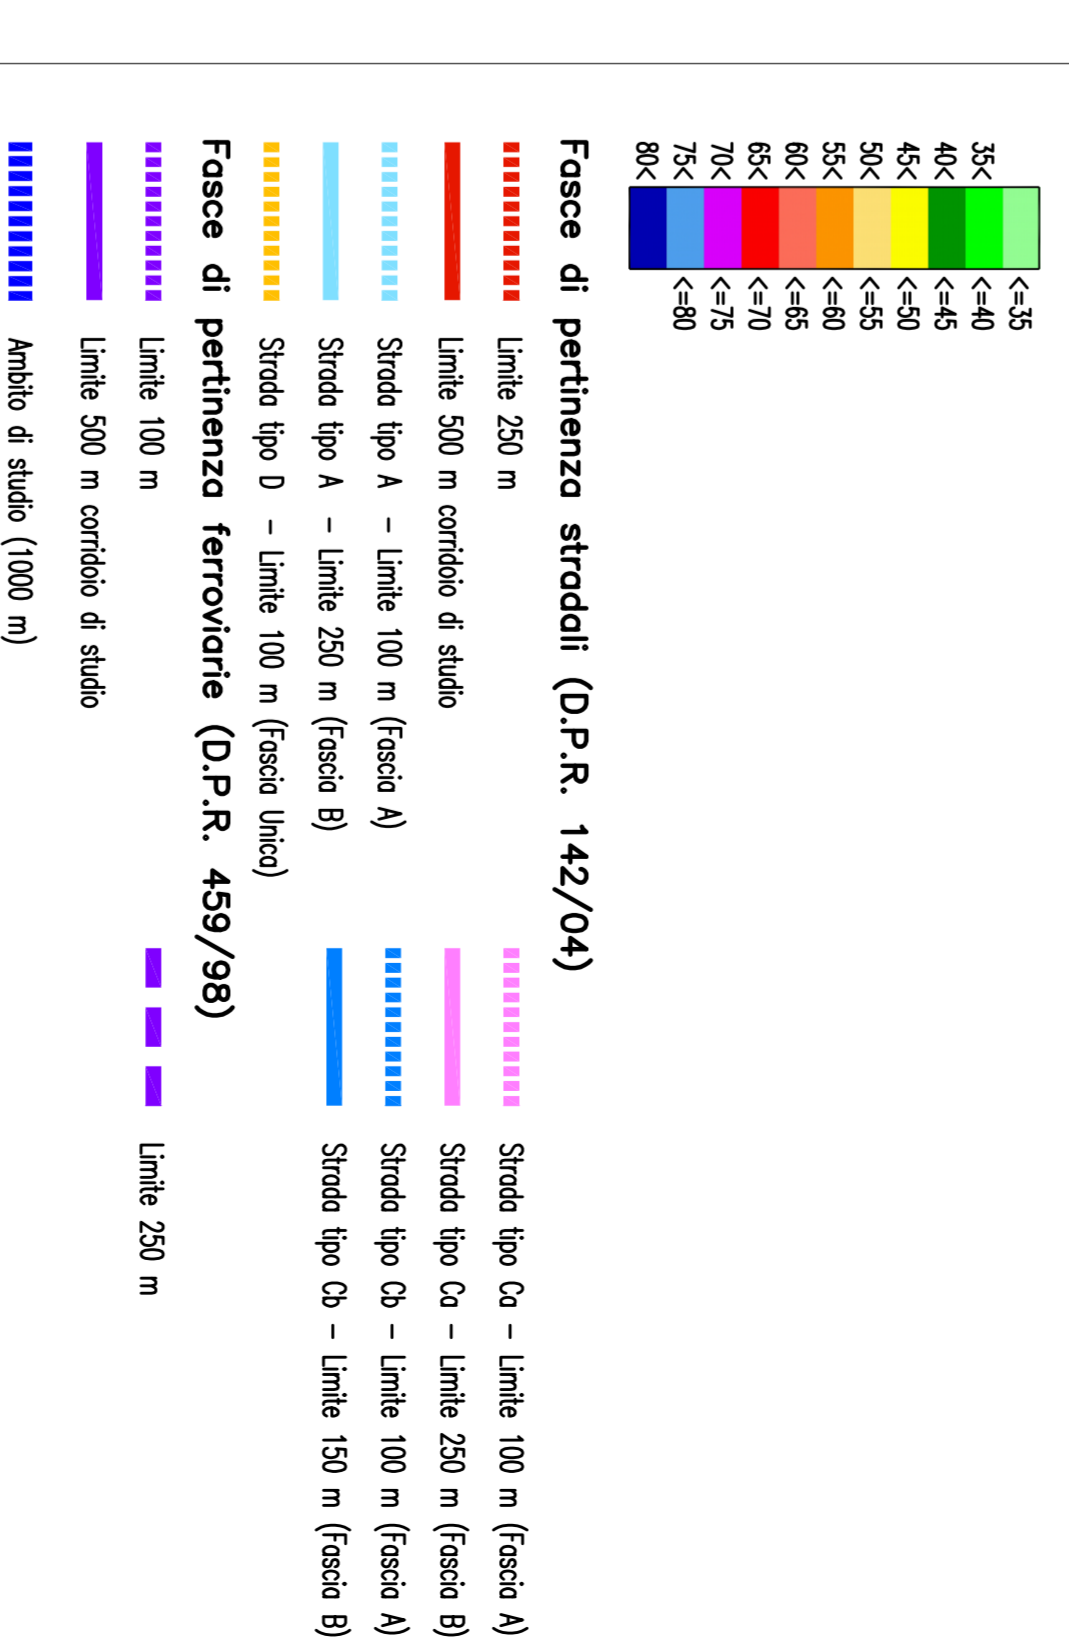 <=35
35< <=40
40< <=45
45< <=50
50< <=55
55< <=60
60< <=65
65< <=70
70< <=75
75< <=80
80<
Fasce di pertinenza stradali (D.P.R. 142/04)
Limite 250 m
Strada tipo Ca – Limite 100 m (Fascia A)
Limite 500 m corridoio di studio
Strada tipo Ca – Limite 250 m (Fascia B)
Strada tipo A – Limite 100 m (Fascia A)
Strada tipo Cb – Limite 100 m (Fascia A)
Strada tipo A – Limite 250 m (Fascia B)
Strada tipo Cb – Limite 150 m (Fascia B)
Strada tipo D – Limite 100 m (Fascia Unica)
Fasce di pertinenza ferroviarie (D.P.R. 459/98)
Limite 100 m
Limite 250 m
Limite 500 m corridoio di studio
Ambito di studio (1000 m)